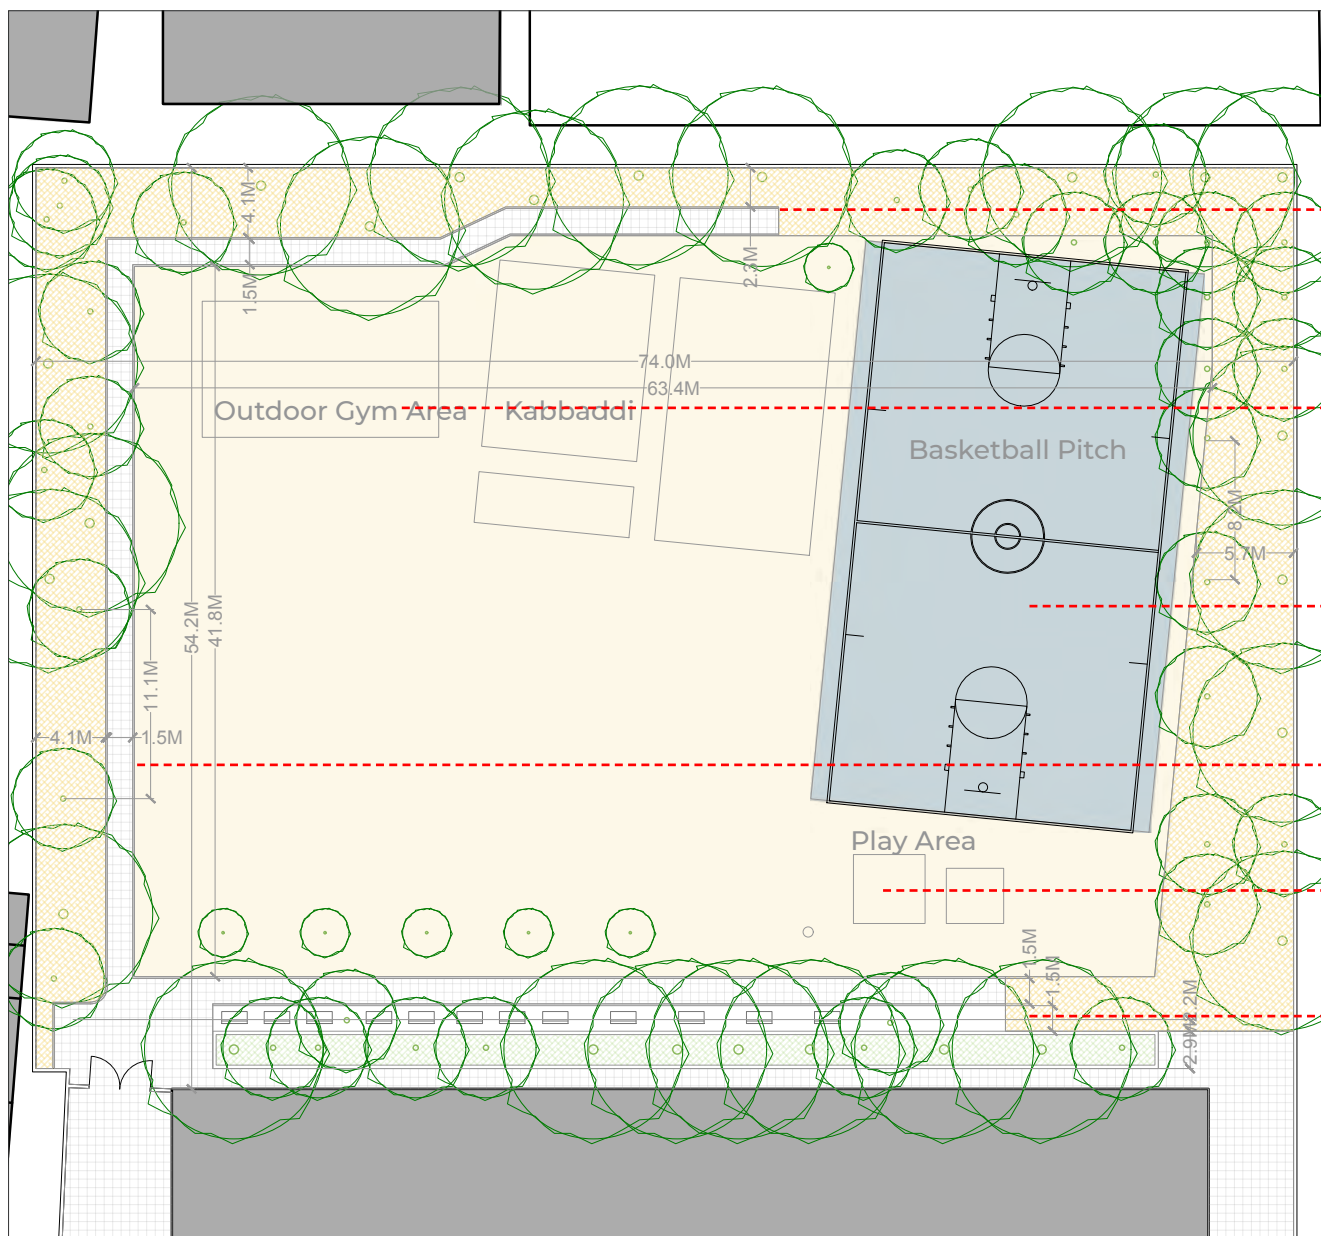 4.1M
1.5M
2.3M
74.0M
63.4M
Outdoor Gym Area
Kabbaddi
Basketball Pitch
8.2M
5.7M
54.2M
41.8M
11.1M
4.1M
1.5M
Play Area
1.5M
1.5M
2.2M
2.9M